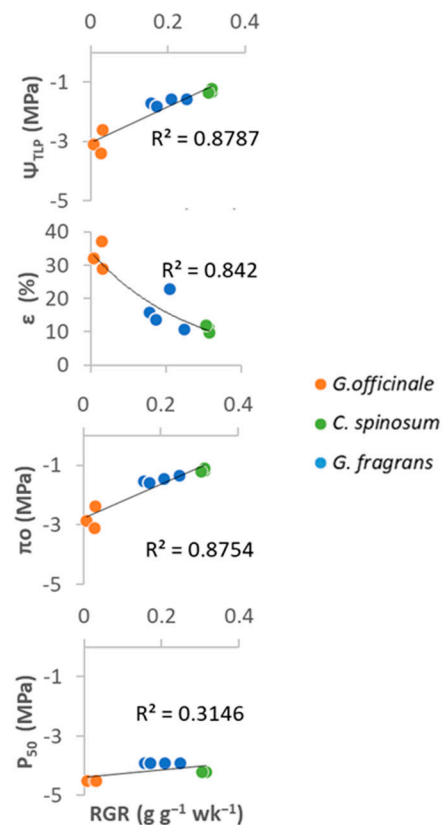 0 0.2 0.4
-1
-3
-5
Ψ_TLP (MPa)
R² = 0.8787
40
30
20
10
0
ε (%)
R² = 0.842
0 0.2 0.4
-1
-3
-5
πo (MPa)
R² = 0.8754
0 0.2 0.4
-1
-3
-5
P₅₀ (MPa)
R² = 0.3146
RGR (g g⁻¹ wk⁻¹)
G.officinale
C. spinosum
G. fragrans